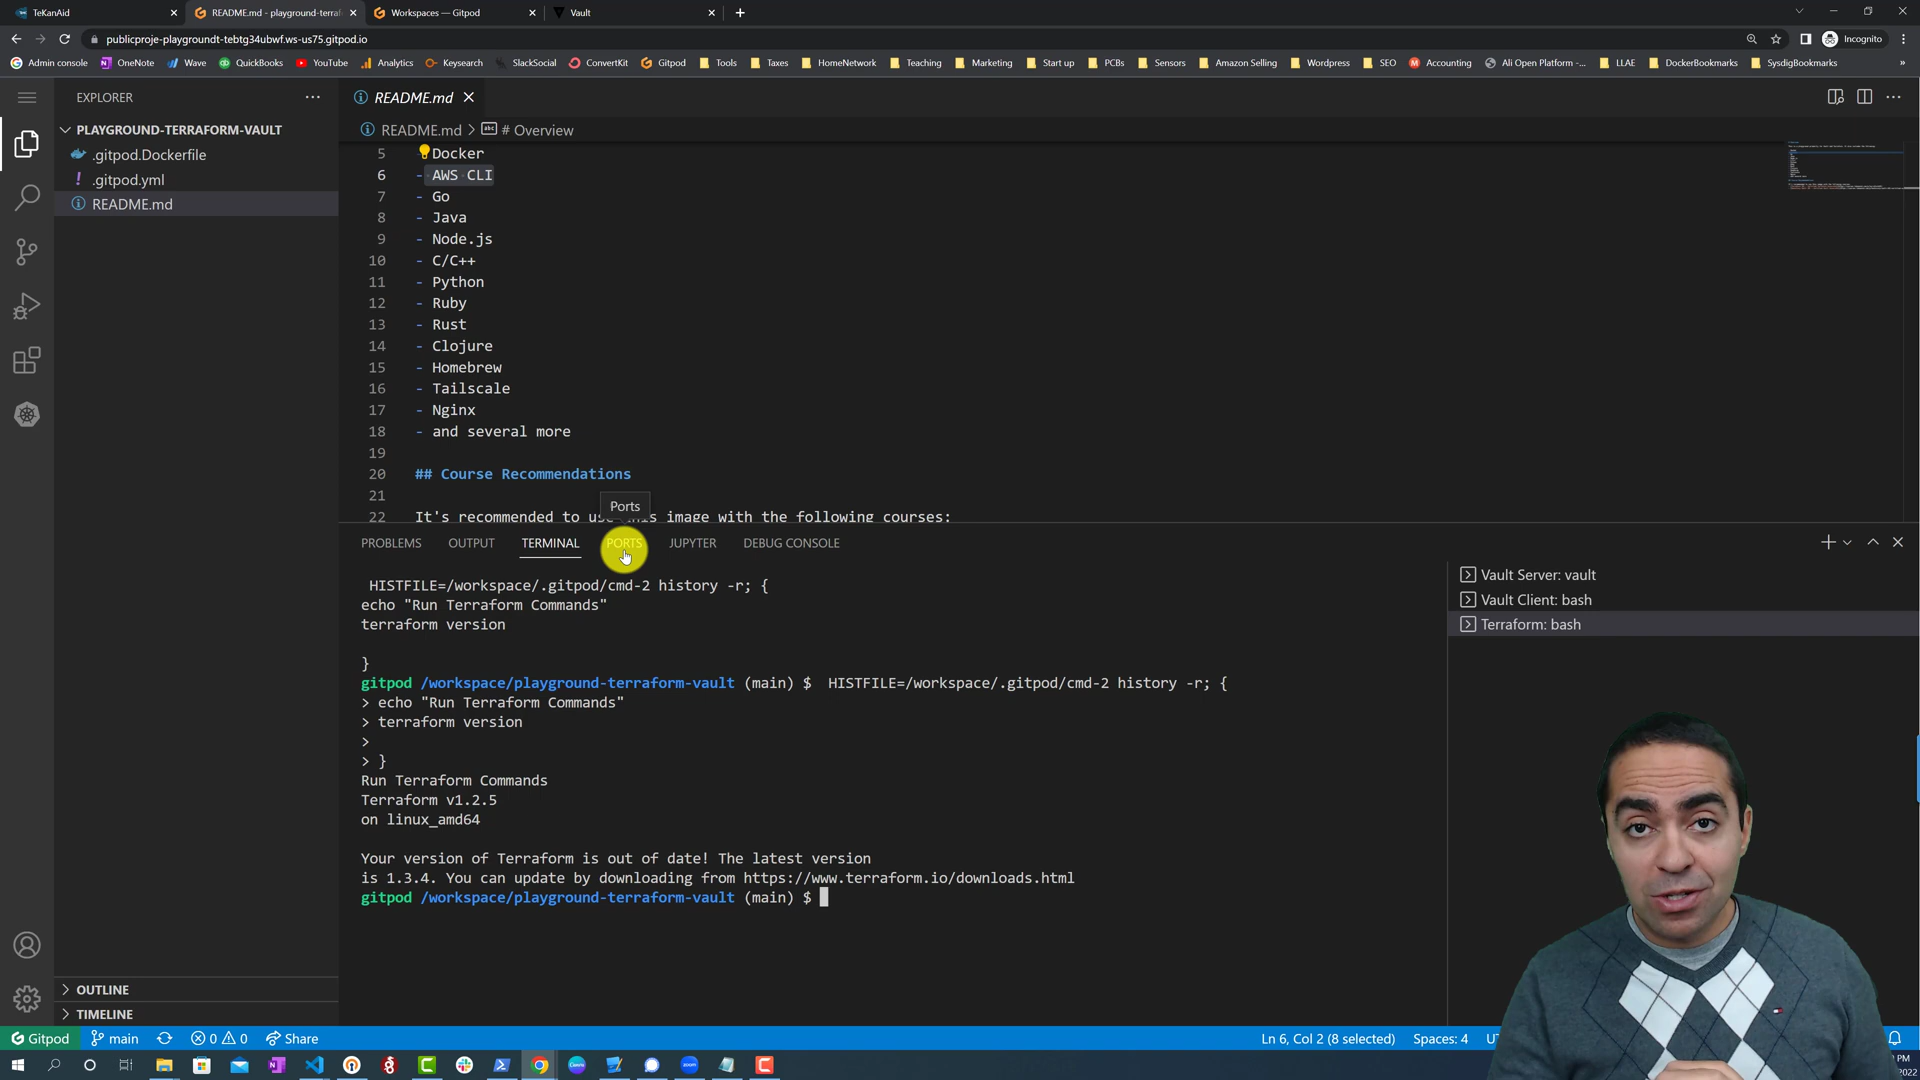 TeKanAid
README.md - playground-terraf
Workspaces — Gitpod
Vault
publicproje-playgroundt-tebtg34ubwf.ws-us75.gitpod.io
Incognito
Admin console
OneNote
Wave
QuickBooks
YouTube
Analytics
Keysearch
SlackSocial
ConvertKit
Gitpod
Tools
Taxes
HomeNetwork
Teaching
Marketing
Start up
PCBs
Sensors
Amazon Selling
Wordpress
SEO
Accounting
Ali Open Platform -...
LLAE
DockerBookmarks
SysdigBookmarks
EXPLORER
PLAYGROUND-TERRAFORM-VAULT
.gitpod.Dockerfile
.gitpod.yml
README.md
OUTLINE
TIMELINE
README.md
README.md > # Overview
5 - Docker
6 - AWS CLI
7 - Go
8 - Java
9 - Node.js
10 - C/C++
11 - Python
12 - Ruby
13 - Rust
14 - Clojure
15 - Homebrew
16 - Tailscale
17 - Nginx
18 - and several more
19
20 ## Course Recommendations
21
22 It's recommended to use this image with the following courses:
Ports
PROBLEMS OUTPUT TERMINAL PORTS JUPYTER DEBUG CONSOLE
HISTFILE=/workspace/.gitpod/cmd-2 history -r; {
echo "Run Terraform Commands"
terraform version
}
gitpod /workspace/playground-terraform-vault (main) $  HISTFILE=/workspace/.gitpod/cmd-2 history -r; {
> echo "Run Terraform Commands"
> terraform version
>
> }
Run Terraform Commands
Terraform v1.2.5
on linux_amd64
Your version of Terraform is out of date! The latest version
is 1.3.4. You can update by downloading from https://www.terraform.io/downloads.html
gitpod /workspace/playground-terraform-vault (main) $
Vault Server: vault
Vault Client: bash
Terraform: bash
Gitpod
main
0
0
Share
Ln 6, Col 2 (8 selected)
Spaces: 4